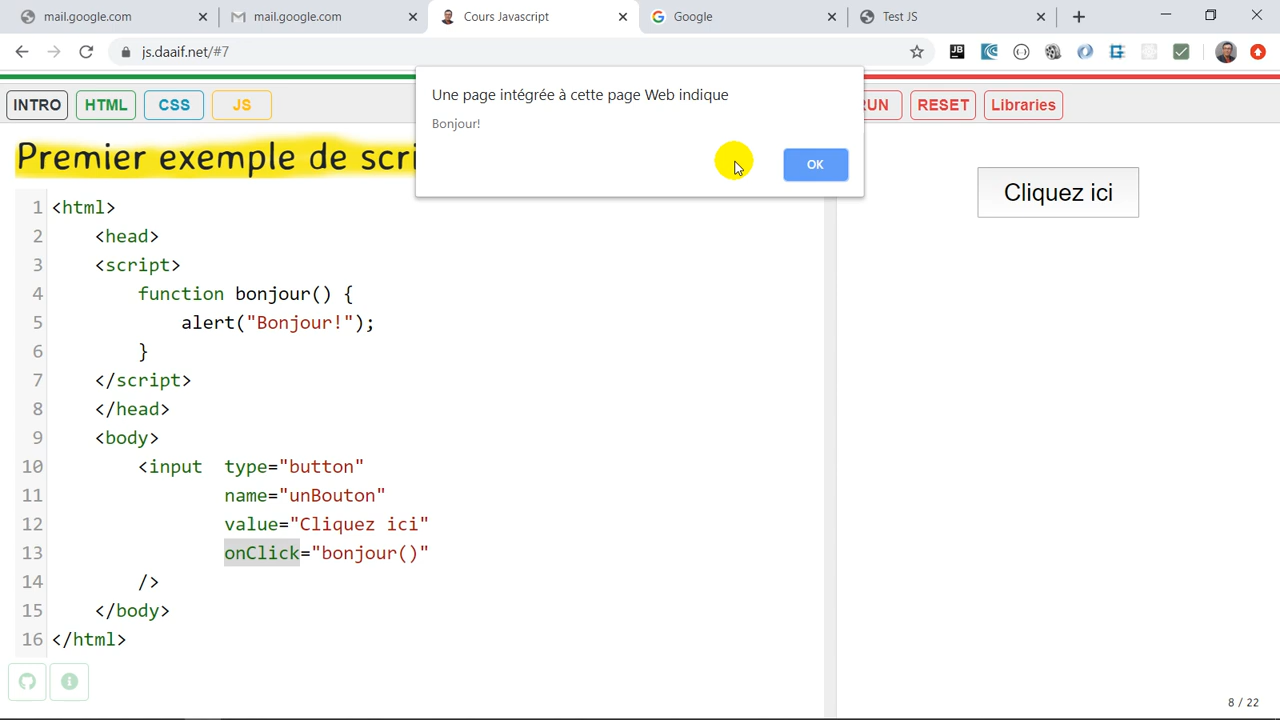 mail.google.com
mail.google.com
Cours Javascript
Google
Test JS
js.daaif.net/#7
Une page intégrée à cette page Web indique
Bonjour!
OK
INTRO
HTML
CSS
JS
UN
RESET
Libraries
Premier exemple de scri
Cliquez ici
1 <html>
2 <head>
3 <script>
4 function bonjour() {
5 alert("Bonjour!");
6 }
7 </script>
8 </head>
9 <body>
10 <input type="button"
11 name="unBouton"
12 value="Cliquez ici"
13 onClick="bonjour()"
14 />
15 </body>
16 </html>
8 / 22